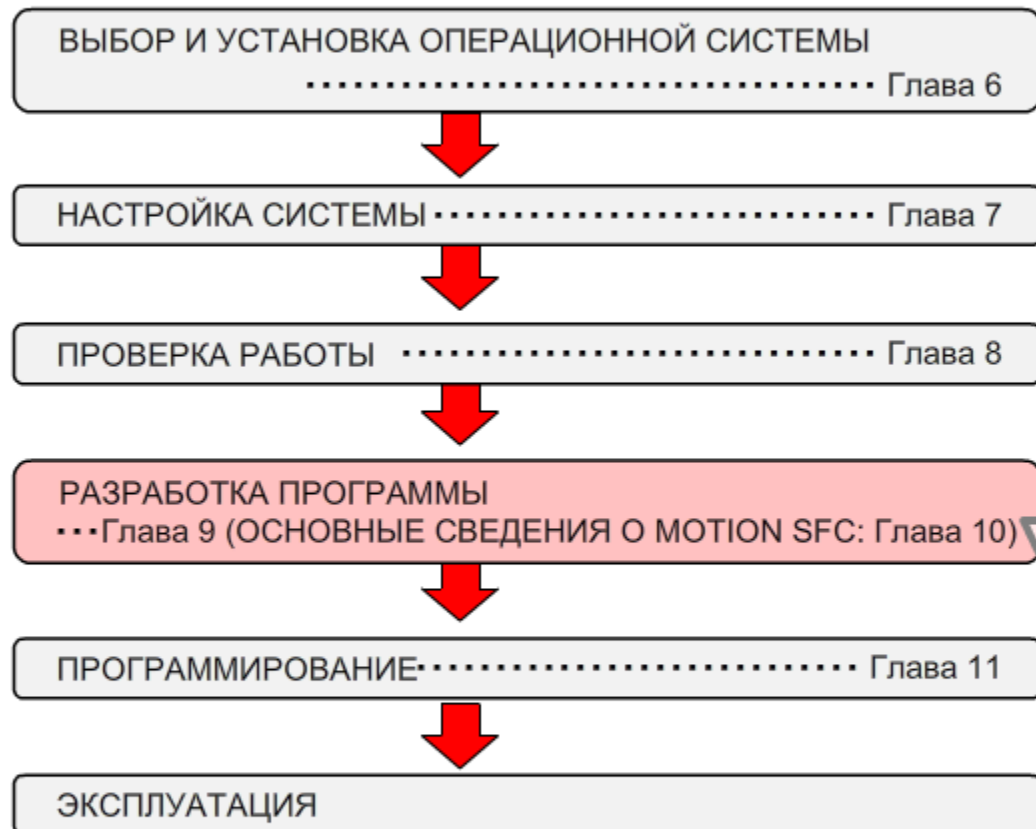 ВЫБОР И УСТАНОВКА ОПЕРАЦИОННОЙ СИСТЕМЫ
···································· Глава 6
НАСТРОЙКА СИСТЕМЫ···························· Глава 7
ПРОВЕРКА РАБОТЫ ······························ Глава 8
РАЗРАБОТКА ПРОГРАММЫ
···Глава 9 (ОСНОВНЫЕ СВЕДЕНИЯ О MOTION SFC: Глава 10)
ПРОГРАММИРОВАНИЕ···························· Глава 11
ЭКСПЛУАТАЦИЯ